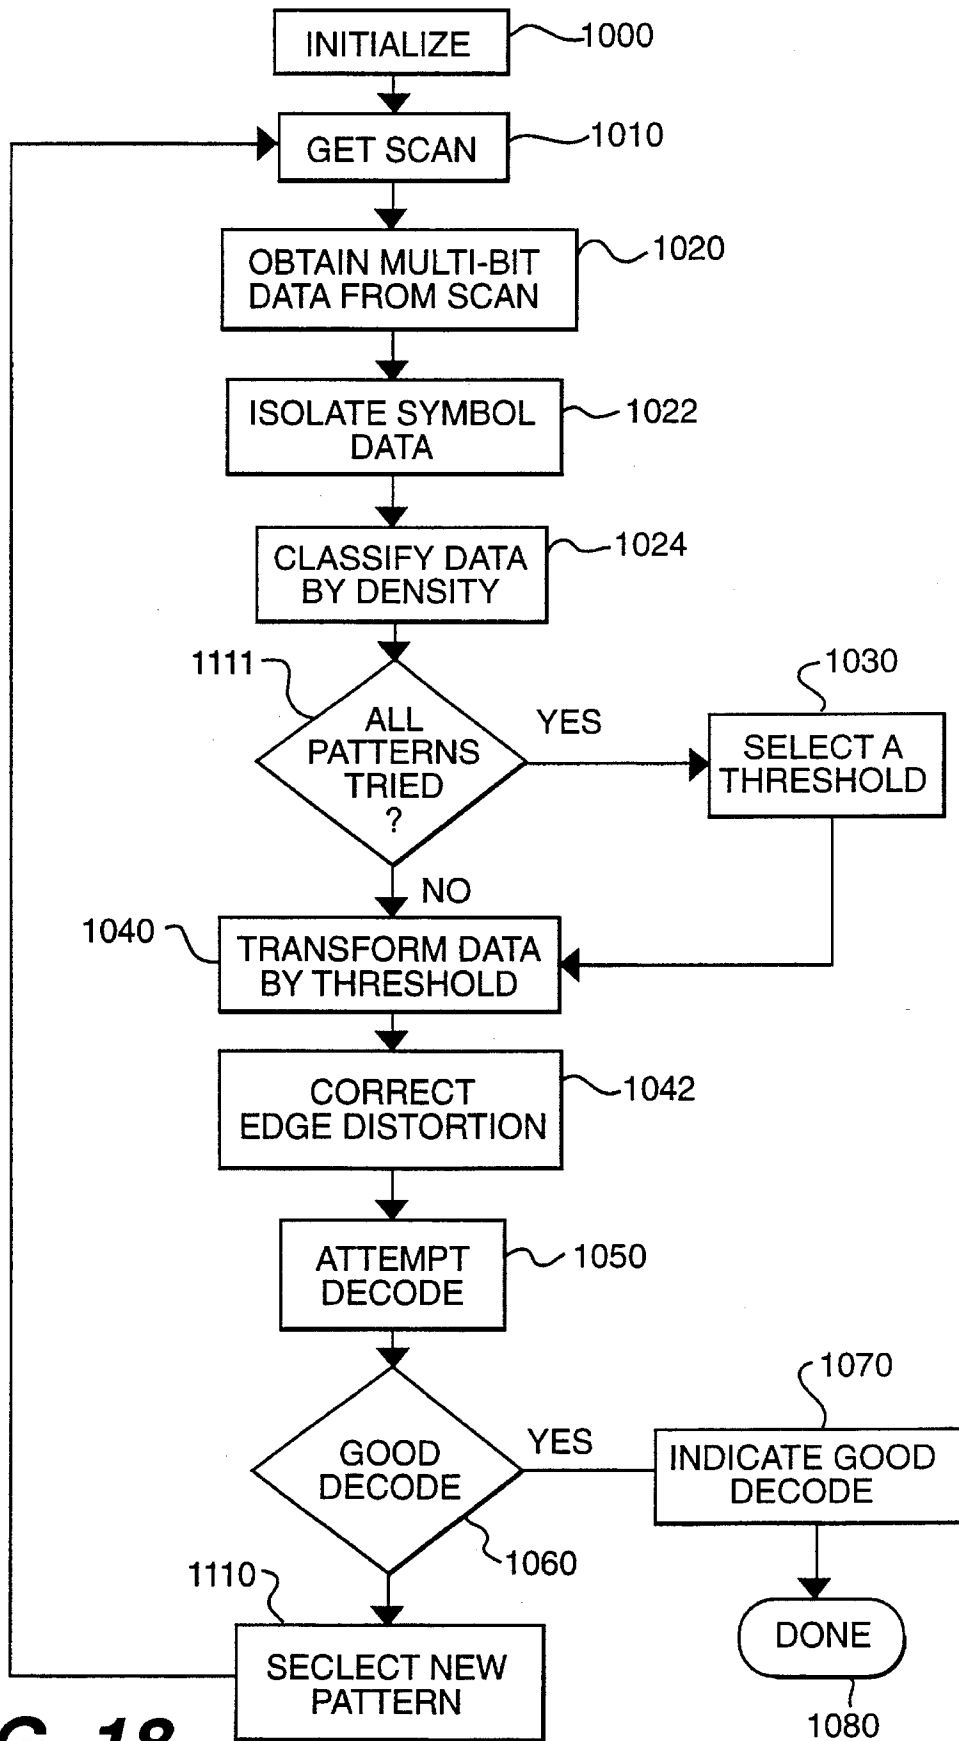 INITIALIZE
1000
GET SCAN
1010
OBTAIN MULTI-BIT
DATA FROM SCAN
1020
ISOLATE SYMBOL
DATA
1022
CLASSIFY DATA
BY DENSITY
1024
1111
ALL
PATTERNS
TRIED
?
YES
1030
SELECT A
THRESHOLD
NO
1040
TRANSFORM DATA
BY THRESHOLD
CORRECT
EDGE DISTORTION
1042
ATTEMPT
DECODE
1050
GOOD
DECODE
1060
YES
1070
INDICATE GOOD
DECODE
DONE
1080
1110
SECLECT NEW
PATTERN
G. 18